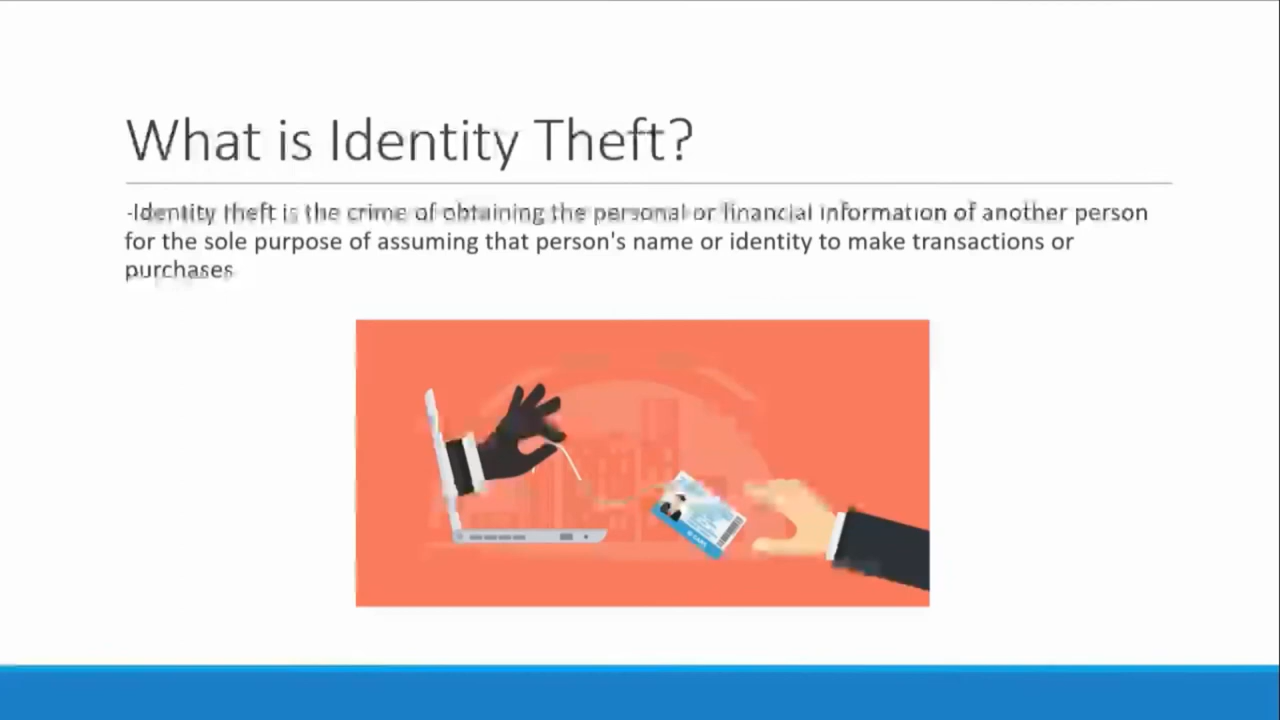 What is Identity Theft?
-Identity theft is the crime of obtaining the personal or financial information of another person
for the sole purpose of assuming that person's name or identity to make transactions or
purchases